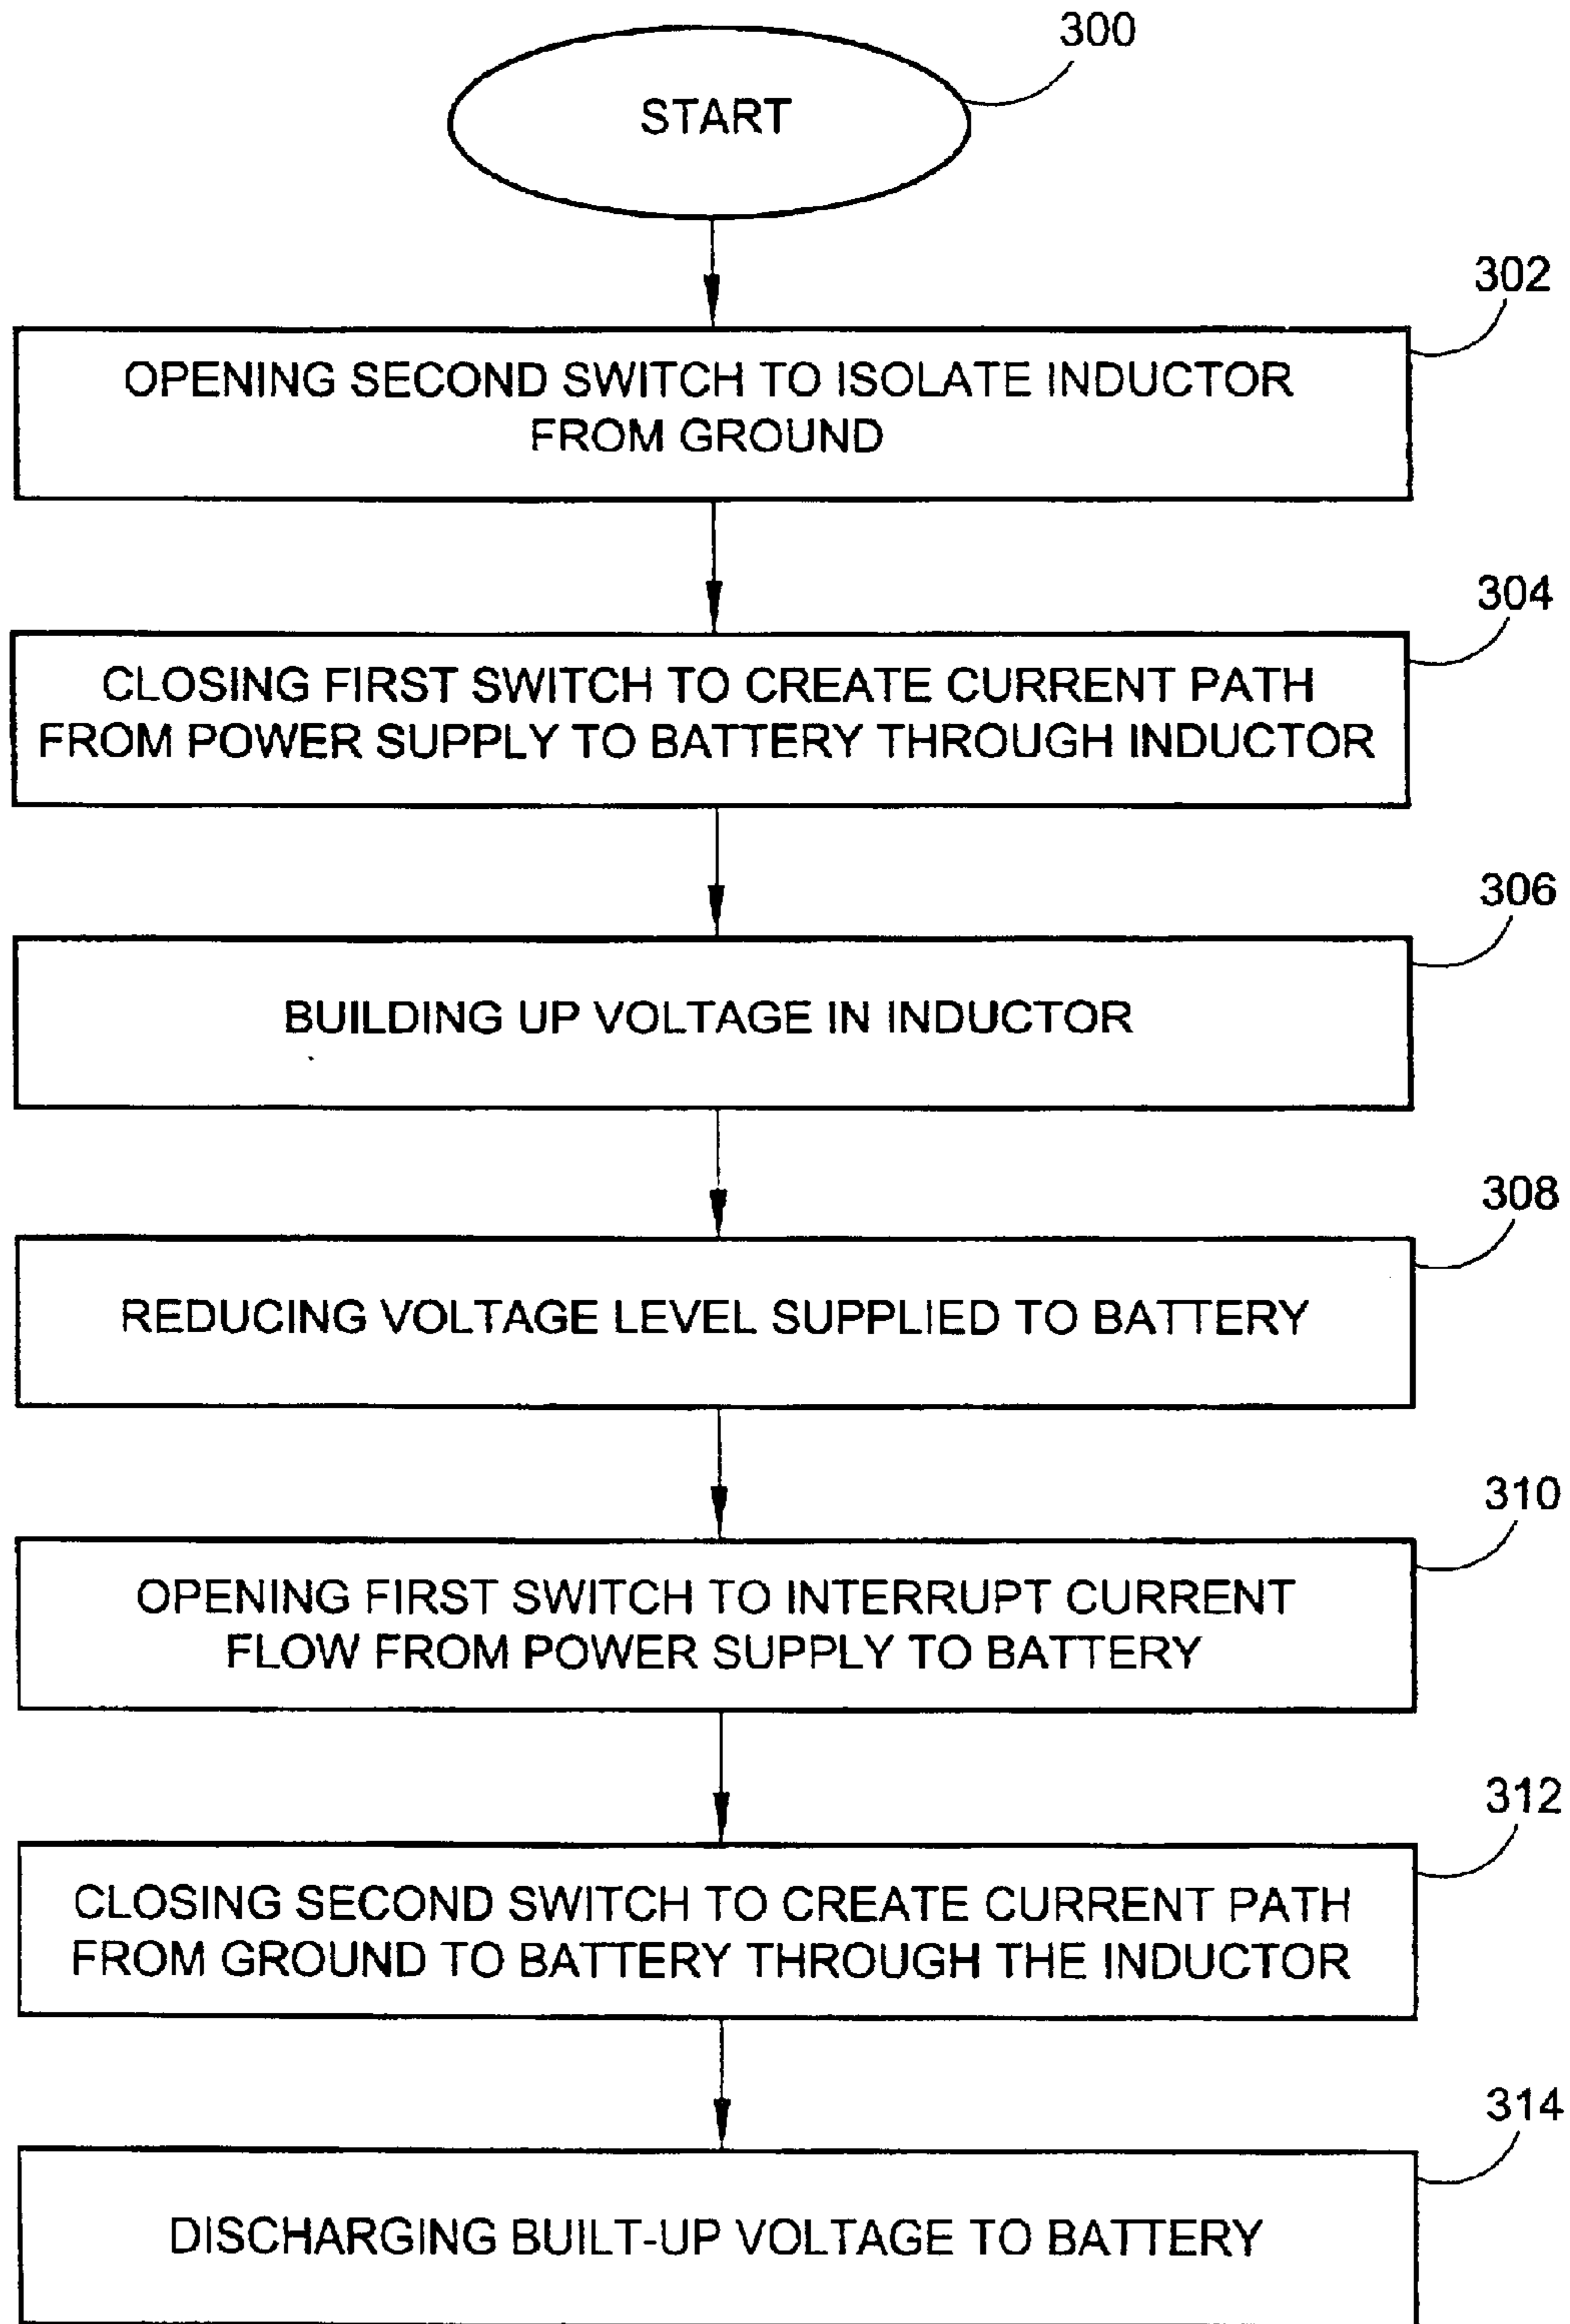 300
START
302
OPENING SECOND SWITCH TO ISOLATE INDUCTOR
FROM GROUND
304
CLOSING FIRST SWITCH TO CREATE CURRENT PATH
FROM POWER SUPPLY TO BATTERY THROUGH INDUCTOR
306
BUILDING UP VOLTAGE IN INDUCTOR
308
REDUCING VOLTAGE LEVEL SUPPLIED TO BATTERY
310
OPENING FIRST SWITCH TO INTERRUPT CURRENT
FLOW FROM POWER SUPPLY TO BATTERY
312
CLOSING SECOND SWITCH TO CREATE CURRENT PATH
FROM GROUND TO BATTERY THROUGH THE INDUCTOR
314
DISCHARGING BUILT-UP VOLTAGE TO BATTERY